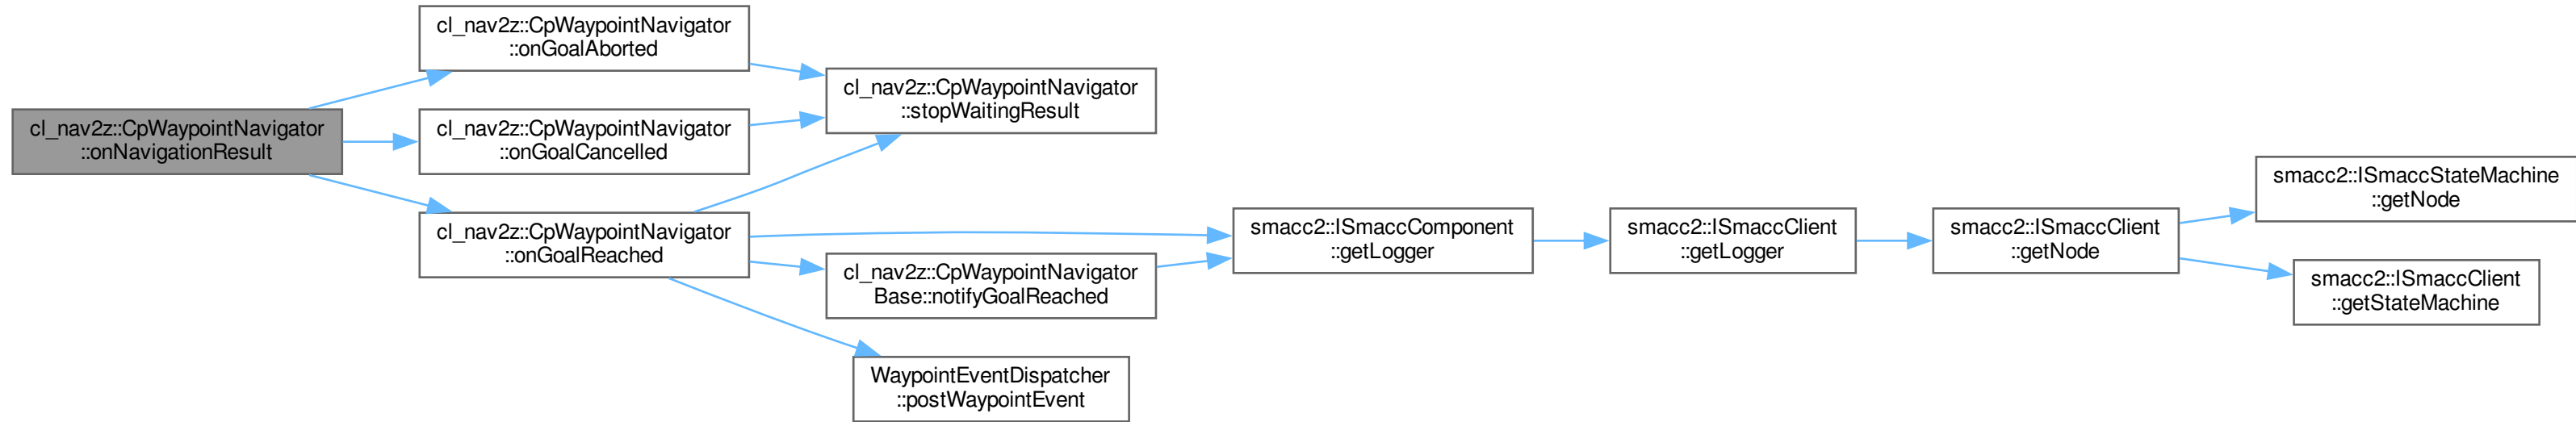 cl_nav2z::CpWaypointNavigator
::onNavigationResult
cl_nav2z::CpWaypointNavigator
::onGoalAborted
cl_nav2z::CpWaypointNavigator
::onGoalCancelled
cl_nav2z::CpWaypointNavigator
::onGoalReached
cl_nav2z::CpWaypointNavigator
::stopWaitingResult
cl_nav2z::CpWaypointNavigator
Base::notifyGoalReached
WaypointEventDispatcher
::postWaypointEvent
smacc2::ISmaccComponent
::getLogger
smacc2::ISmaccClient
::getLogger
smacc2::ISmaccClient
::getNode
smacc2::ISmaccStateMachine
::getNode
smacc2::ISmaccClient
::getStateMachine